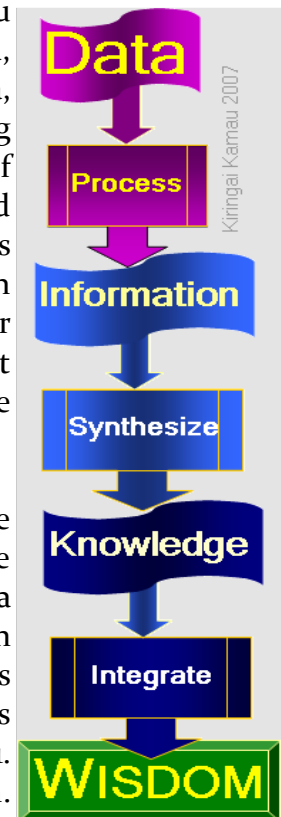 Data
Kiringai Kamau 2007
Process
Information
Synthesize
Knowledge
Integrate
WISDOM